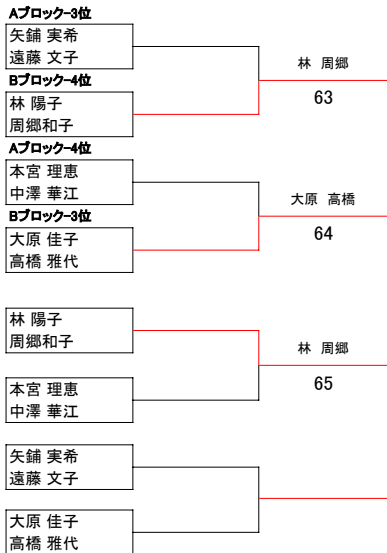 Aブロック-3位
矢鋪 実希
遠藤 文子
林 周郷
Bブロック-4位
63
林 陽子
周郷和子
Aブロック-4位
本宮 理恵
中澤 華江
大原 高橋
Bブロック-3位
64
大原 佳子
高橋 雅代
林 陽子
周郷和子
林 周郷
65
本宮 理恵
中澤 華江
矢鋪 実希
遠藤 文子
大原 佳子
高橋 雅代